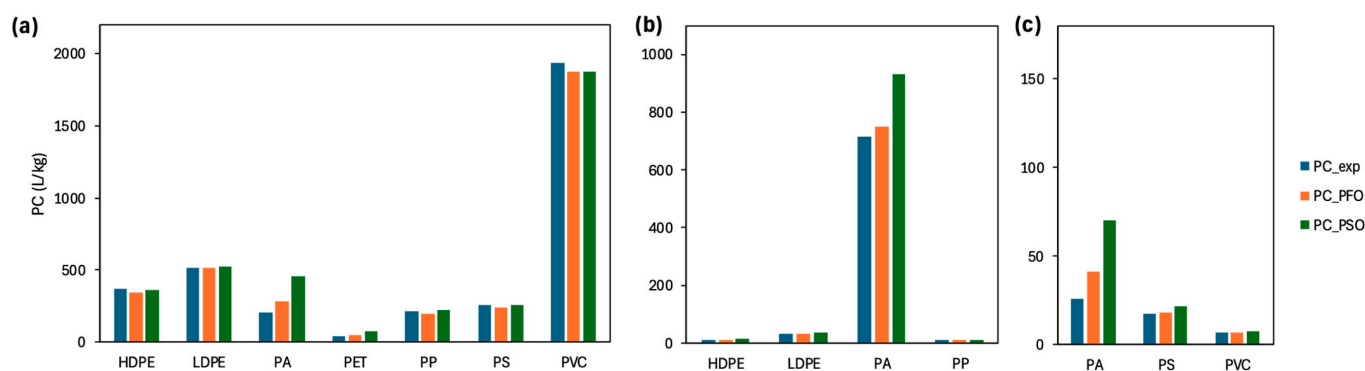 (a)
PC (L/kg)
2000
1500
1000
500
0
HDPE LDPE PA PET PP PS PVC
(b)
1000
800
600
400
200
0
HDPE LDPE PA PP
(c)
150
100
50
0
PA PS PVC
PC_exp
PC_PFO
PC_PSO